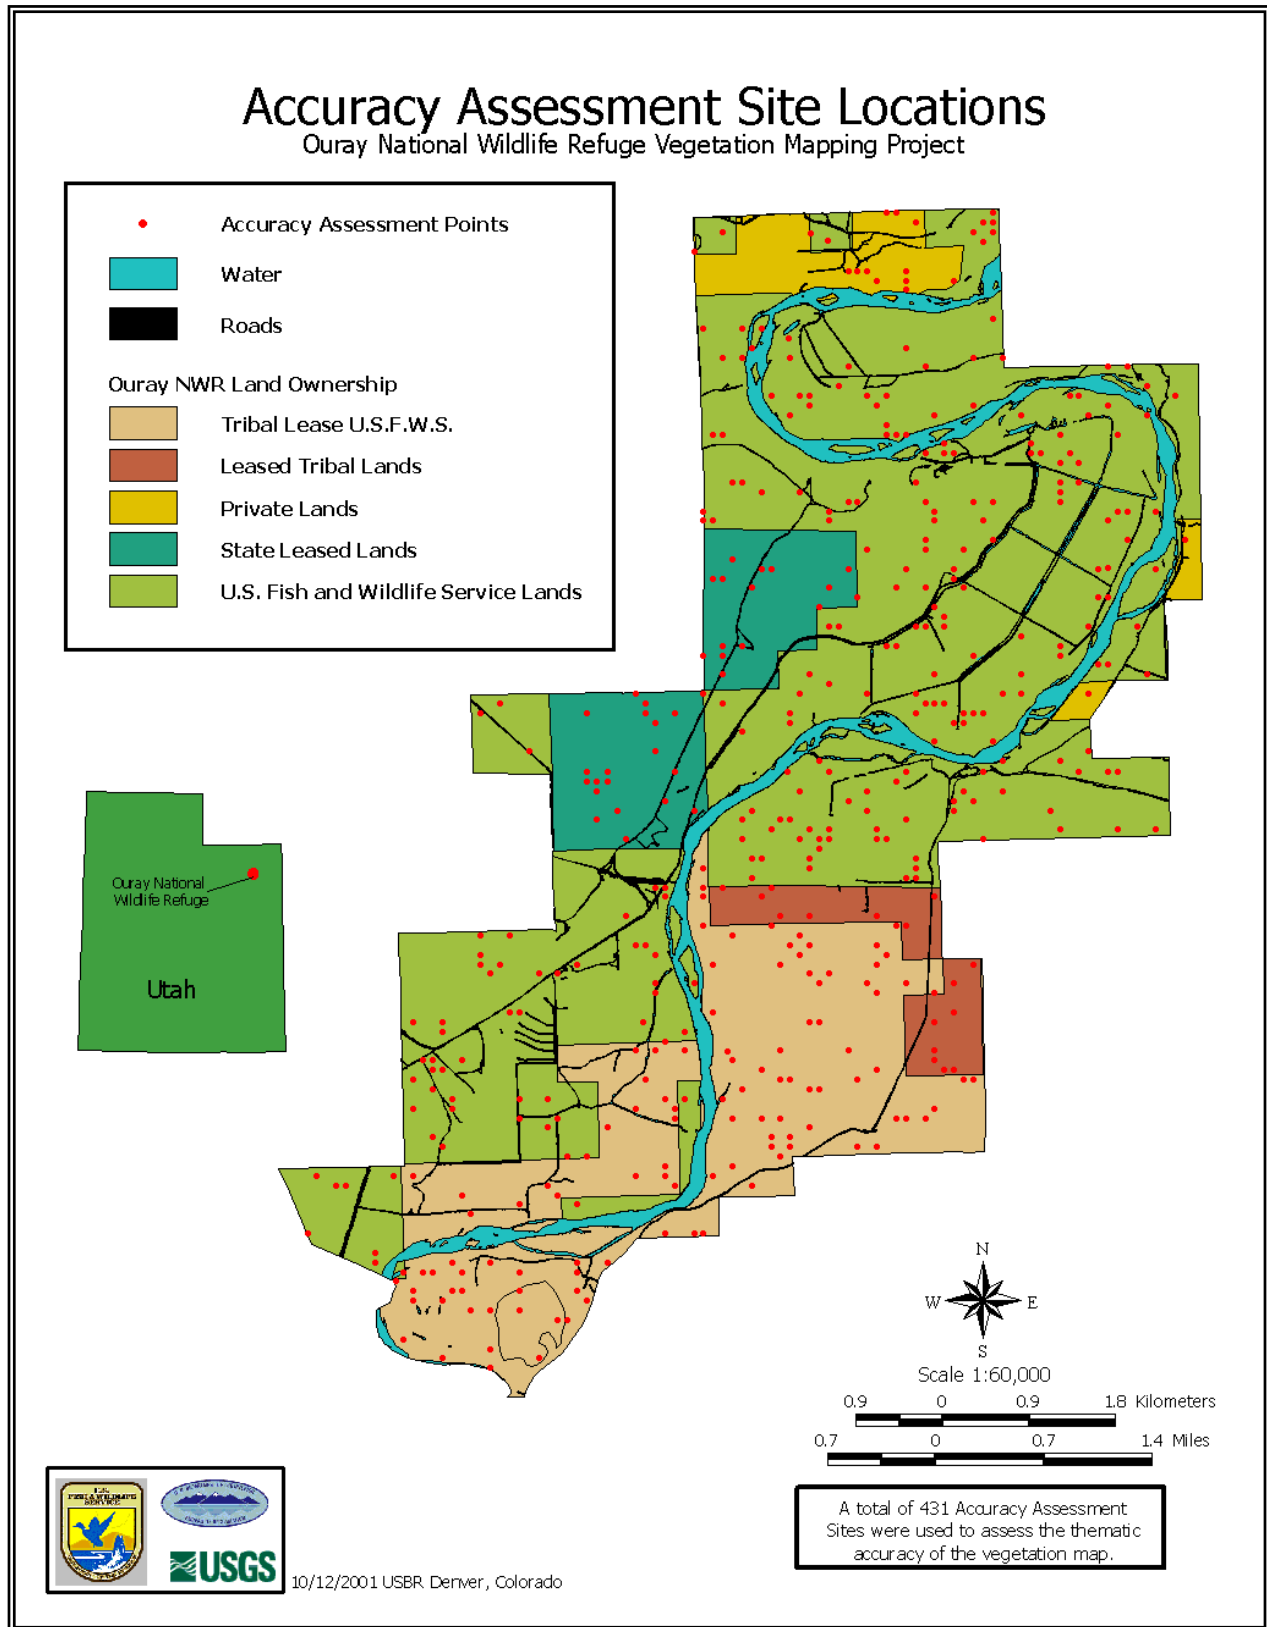 Accuracy Assessment Site Locations
Ouray National Wildlife Refuge Vegetation Mapping Project
Accuracy Assessment Points
Water
Roads
Ouray NWR Land Ownership
Tribal Lease U.S.F.W.S.
Leased Tribal Lands
Private Lands
State Leased Lands
U.S. Fish and Wildlife Service Lands
Ouray National
Wildlife Refuge
Utah
N
W E
S
Scale 1:60,000
0.9 0 0.9 1.8 Kilometers
0.7 0 0.7 1.4 Miles
A total of 431 Accuracy Assessment
Sites were used to assess the thematic
accuracy of the vegetation map.
U.S.
FISH & WILDLIFE
SERVICE
USGS
10/12/2001 USBR Denver, Colorado